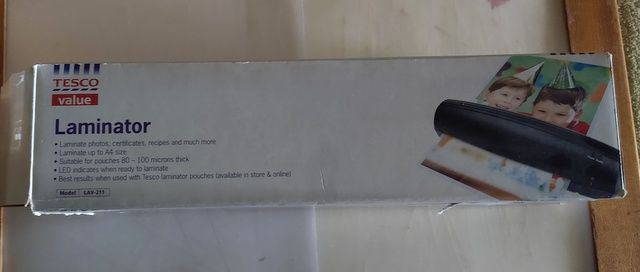 TESCO
value
Laminator
• Laminate photos, certificates, recipes and much more
• Laminate up to A4 size
• Suitable for pouches 80 – 100 microns thick
• LED indicates when ready to laminate
• Best results when used with Tesco laminator pouches (available in store & online)
Model LAV-211